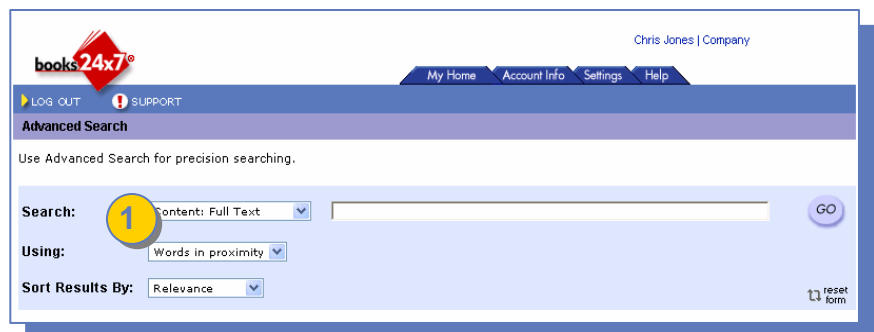 Chris Jones | Company
books24x7®
My Home Account Info Settings Help
LOG OUT ! SUPPORT
Advanced Search
Use Advanced Search for precision searching.
Search: 1 Content: Full Text GO
Using: Words in proximity
Sort Results By: Relevance reset form